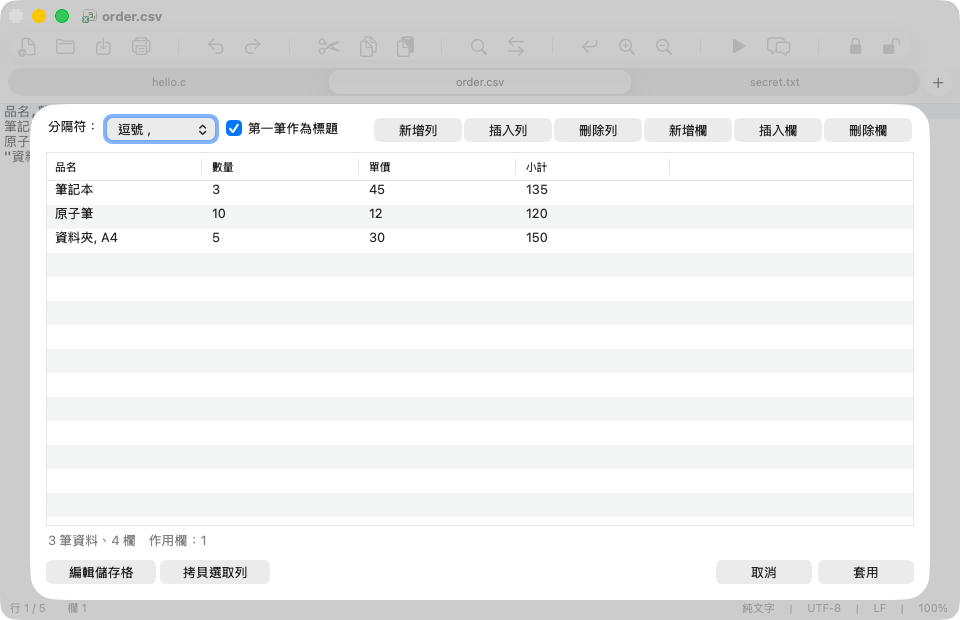 order.csv
hello.c order.csv secret.txt
品名,
筆記
原子
"資料
分隔符： 逗號 , 第一筆作為標題 新增列 插入列 刪除列 新增欄 插入欄 刪除欄
品名 數量 單價 小計
筆記本 3 45 135
原子筆 10 12 120
資料夾, A4 5 30 150
3 筆資料、4 欄 作用欄：1
編輯儲存格 拷貝選取列 取消 套用
行 1 / 5 欄 1 純文字 | UTF-8 | LF | 100%